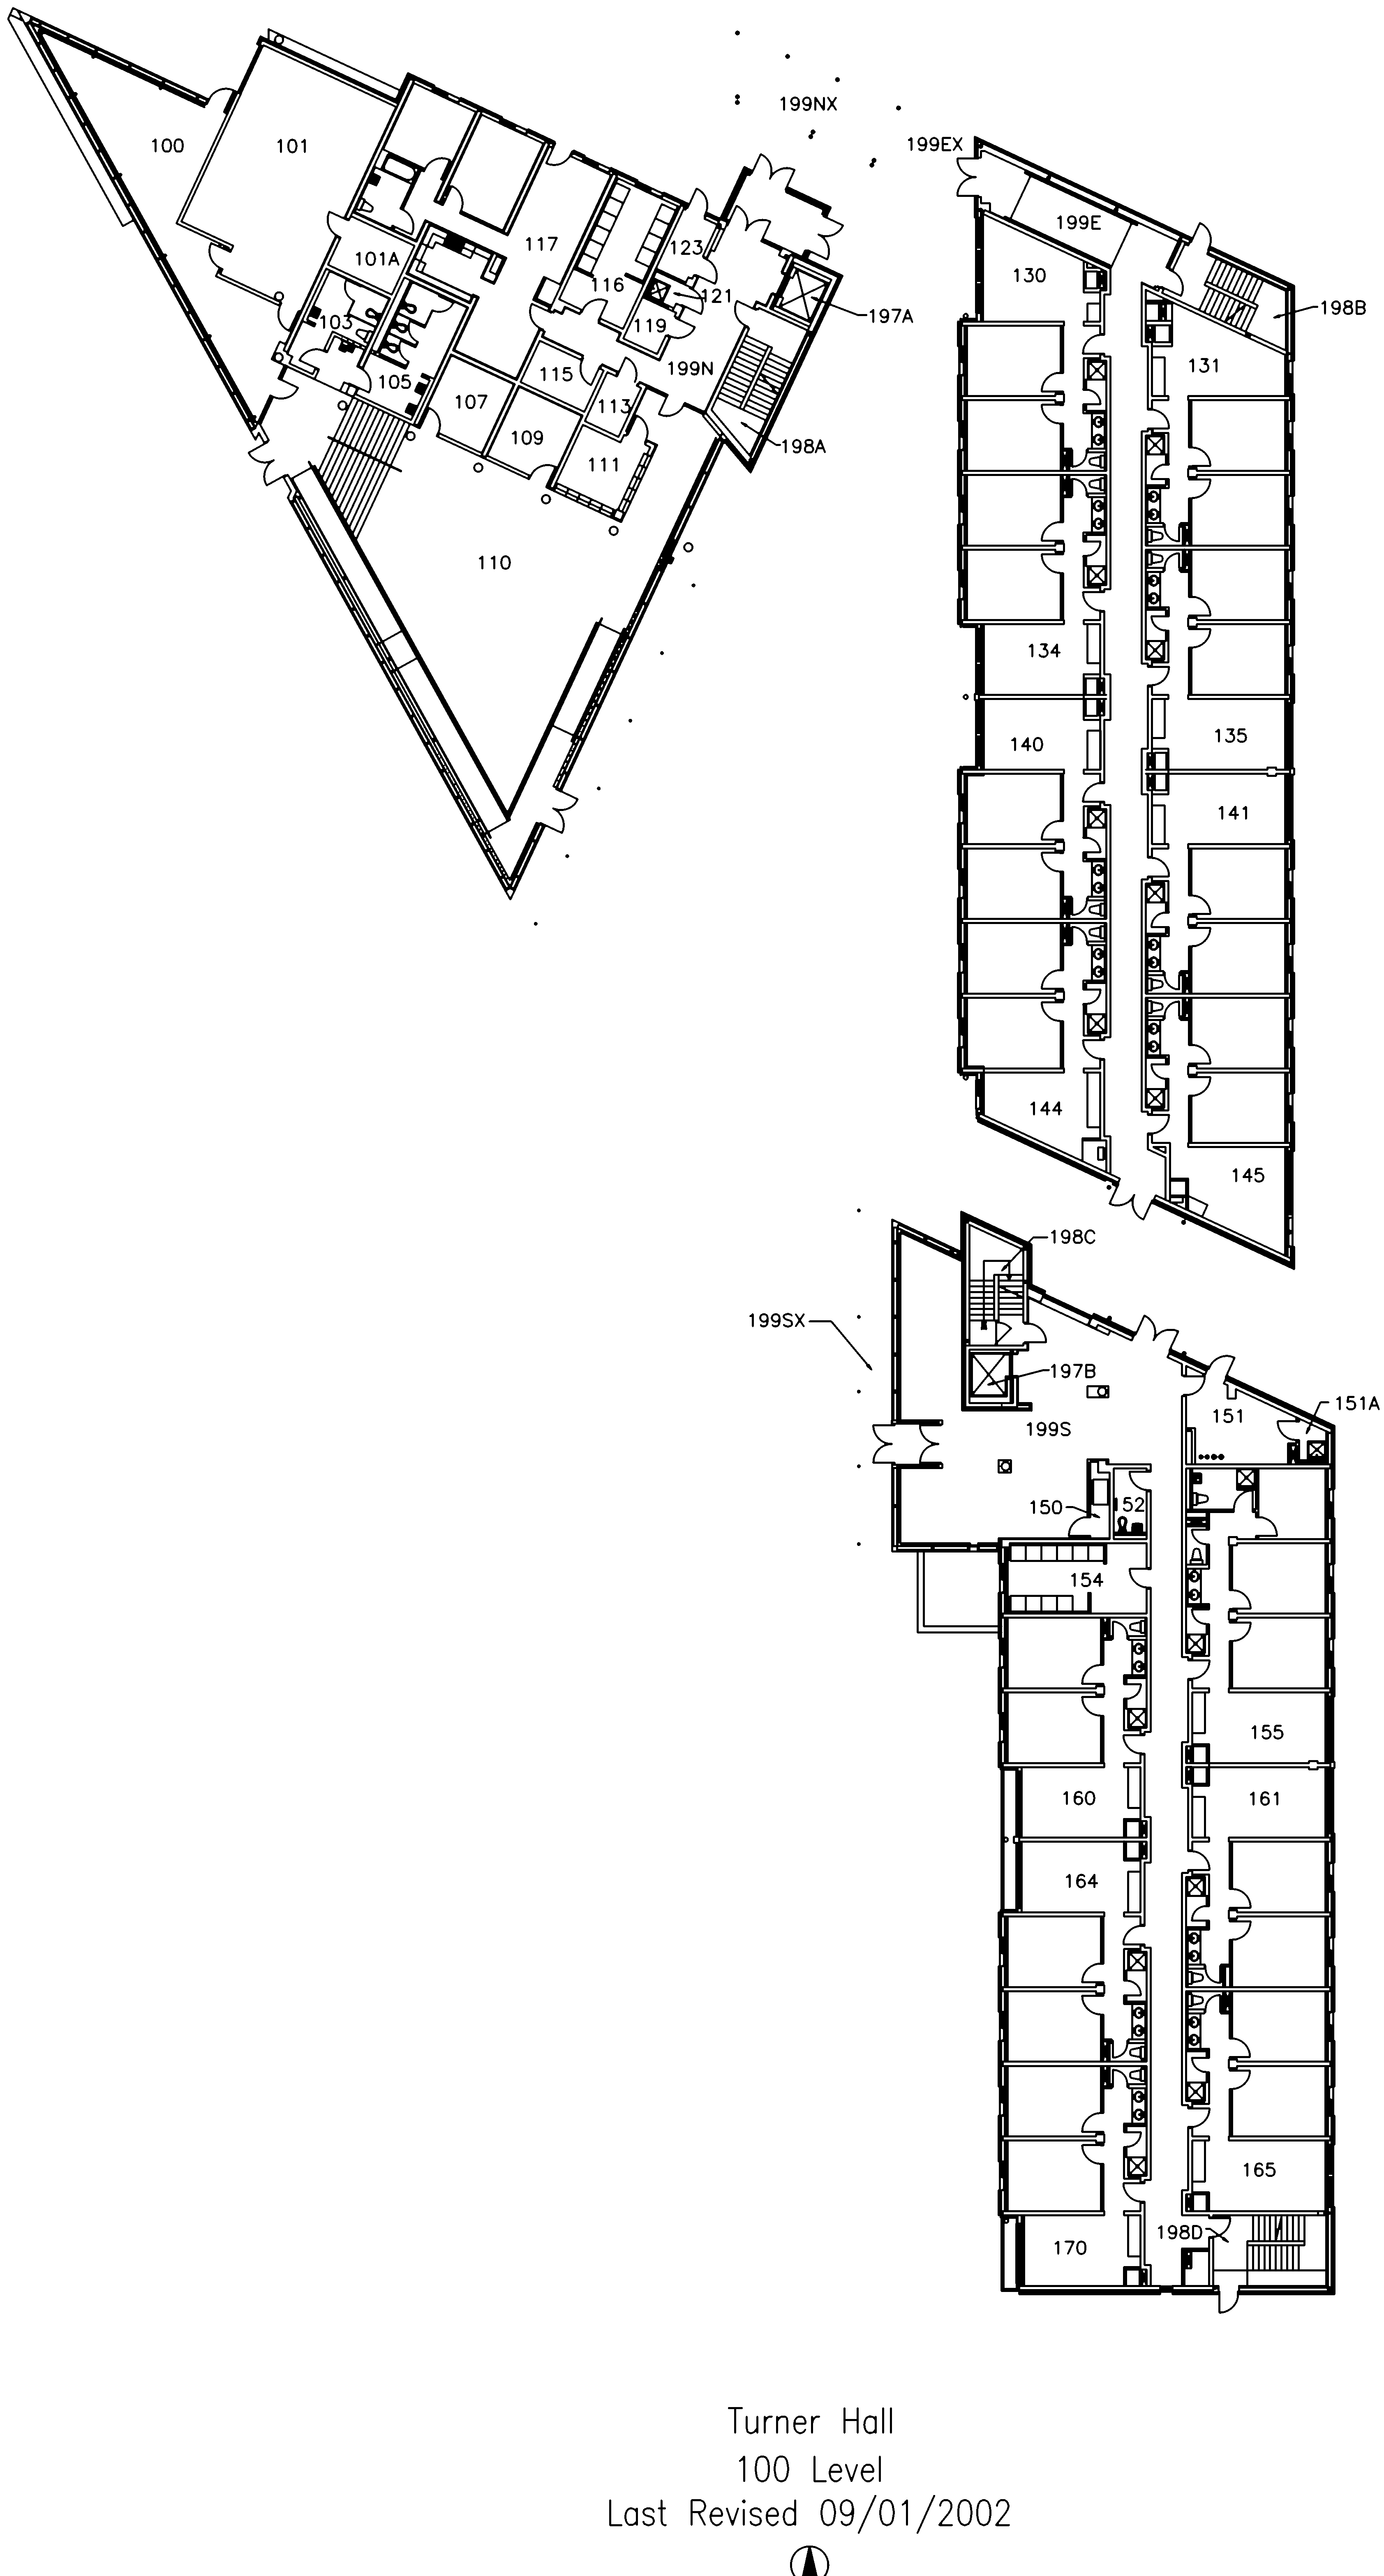 199NX
199EX
100
101
199E
117
123
101A
130
116
121
198B
197A
103
119
199N
131
115
105
107
113
109
198A
111
110
134
135
140
141
144
145
198C
199SX
197B
151A
151
199S
150
52
154
155
160
161
164
165
198D
170
Turner Hall
100 Level
Last Revised 09/01/2002